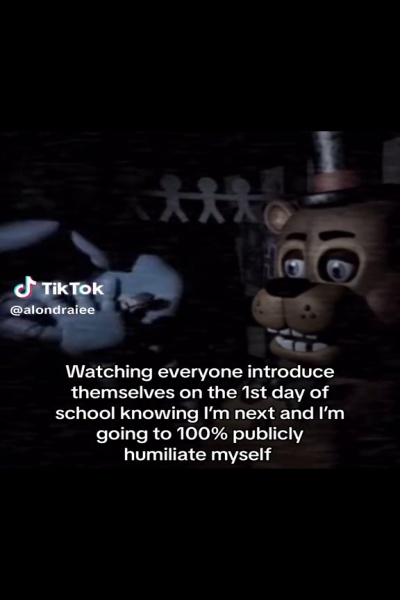 TikTok
@alondraiee
Watching everyone introduce
themselves on the 1st day of
school knowing I'm next and I'm
going to 100% publicly
humiliate myself